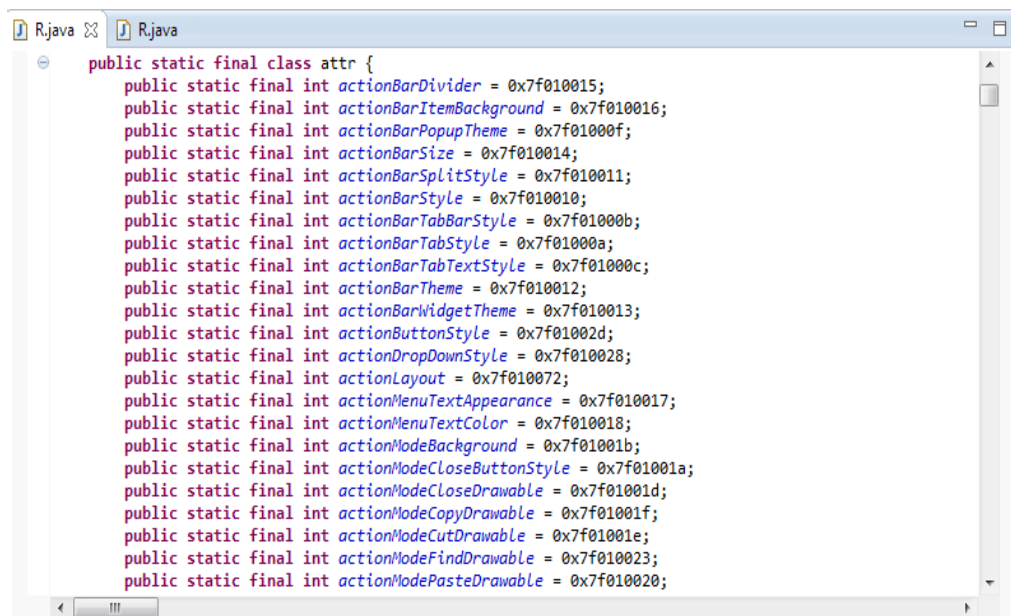 R.java R.java
public static final class attr {
public static final int actionBarDivider = 0x7f010015;
public static final int actionBarItemBackground = 0x7f010016;
public static final int actionBarPopupTheme = 0x7f01000f;
public static final int actionBarSize = 0x7f010014;
public static final int actionBarSplitStyle = 0x7f010011;
public static final int actionBarStyle = 0x7f010010;
public static final int actionBarTabBarStyle = 0x7f01000b;
public static final int actionBarTabStyle = 0x7f01000a;
public static final int actionBarTabTextStyle = 0x7f01000c;
public static final int actionBarTheme = 0x7f010012;
public static final int actionBarWidgetTheme = 0x7f010013;
public static final int actionButtonStyle = 0x7f01002d;
public static final int actionDropDownStyle = 0x7f010028;
public static final int actionLayout = 0x7f010072;
public static final int actionMenuTextAppearance = 0x7f010017;
public static final int actionMenuTextColor = 0x7f010018;
public static final int actionModeBackground = 0x7f01001b;
public static final int actionModeCloseButtonStyle = 0x7f01001a;
public static final int actionModeCloseDrawable = 0x7f01001d;
public static final int actionModeCopyDrawable = 0x7f01001f;
public static final int actionModeCutDrawable = 0x7f01001e;
public static final int actionModeFindDrawable = 0x7f010023;
public static final int actionModePasteDrawable = 0x7f010020;